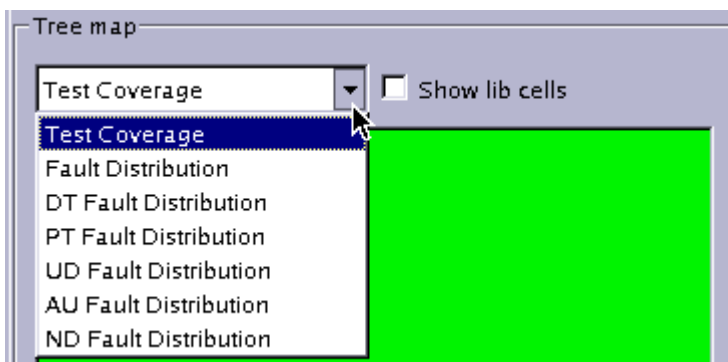 Tree map
Test Coverage
Show lib cells
Test Coverage
Fault Distribution
DT Fault Distribution
PT Fault Distribution
UD Fault Distribution
AU Fault Distribution
ND Fault Distribution